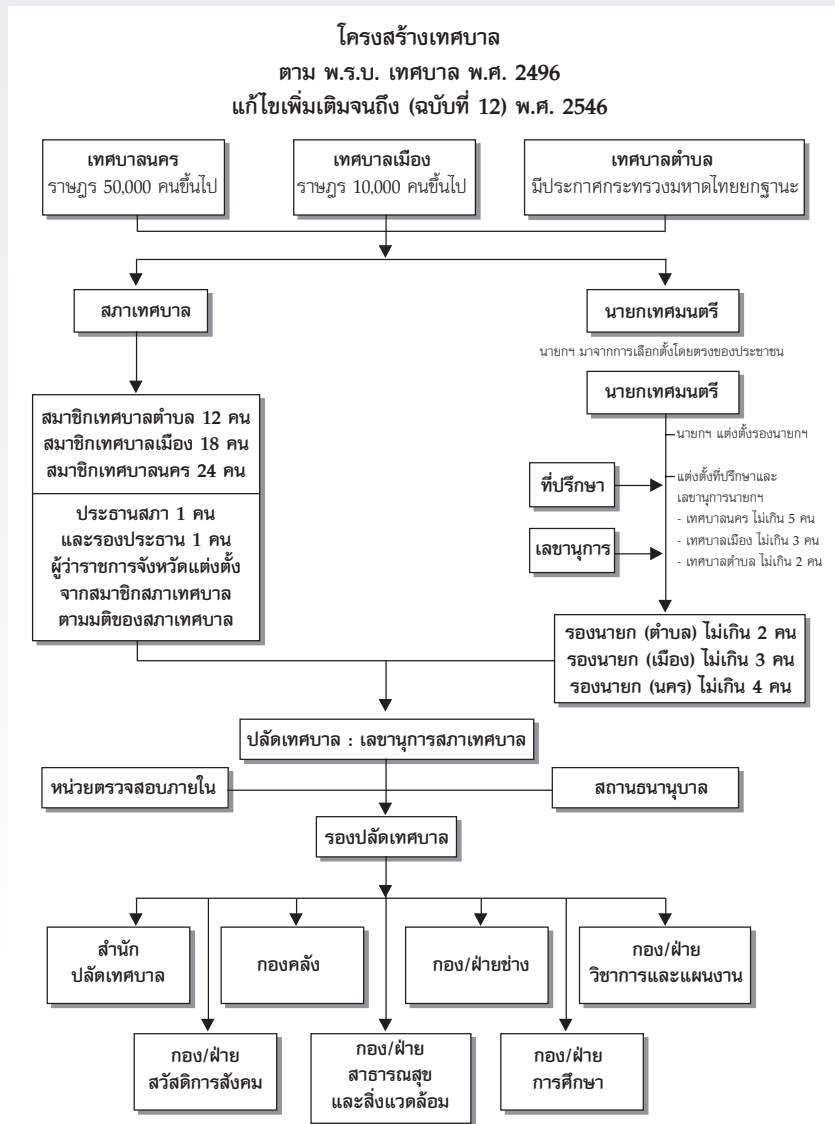 โครงสร้างเทศบาล
ตาม พ.ร.บ. เทศบาล พ.ศ. 2496
แก้ไขเพิ่มเติมจนถึง (ฉบับที่ 12) พ.ศ. 2546
เทศบาลนคร
ราษฎร 50,000 คนขึ้นไป
เทศบาลเมือง
ราษฎร 10,000 คนขึ้นไป
เทศบาลตำบล
มีประกาศกระทรวงมหาดไทยยกฐานะ
สภาเทศบาล
นายกเทศมนตรี
นายกฯ มาจากการเลือกตั้งโดยตรงของประชาชน
สมาชิกเทศบาลตำบล 12 คน
สมาชิกเทศบาลเมือง 18 คน
สมาชิกเทศบาลนคร 24 คน
ประธานสภา 1 คน
และรองประธาน 1 คน
ผู้ว่าราชการจังหวัดแต่งตั้ง
จากสมาชิกสภาเทศบาล
ตามมติของสภาเทศบาล
นายกเทศมนตรี
นายกฯ แต่งตั้งรองนายกฯ
ที่ปรึกษา
เลขานุการ
แต่งตั้งที่ปรึกษาและ
เลขานุการนายกฯ
- เทศบาลนคร ไม่เกิน 5 คน
- เทศบาลเมือง ไม่เกิน 3 คน
- เทศบาลตำบล ไม่เกิน 2 คน
รองนายก (ตำบล) ไม่เกิน 2 คน
รองนายก (เมือง) ไม่เกิน 3 คน
รองนายก (นคร) ไม่เกิน 4 คน
ปลัดเทศบาล : เลขานุการสภาเทศบาล
หน่วยตรวจสอบภายใน
สถานธนานุบาล
รองปลัดเทศบาล
สำนัก
ปลัดเทศบาล
กองคลัง
กอง/ฝ่ายช่าง
กอง/ฝ่าย
วิชาการและแผนงาน
กอง/ฝ่าย
สวัสดิการสังคม
กอง/ฝ่าย
สาธารณสุข
และสิ่งแวดล้อม
กอง/ฝ่าย
การศึกษา